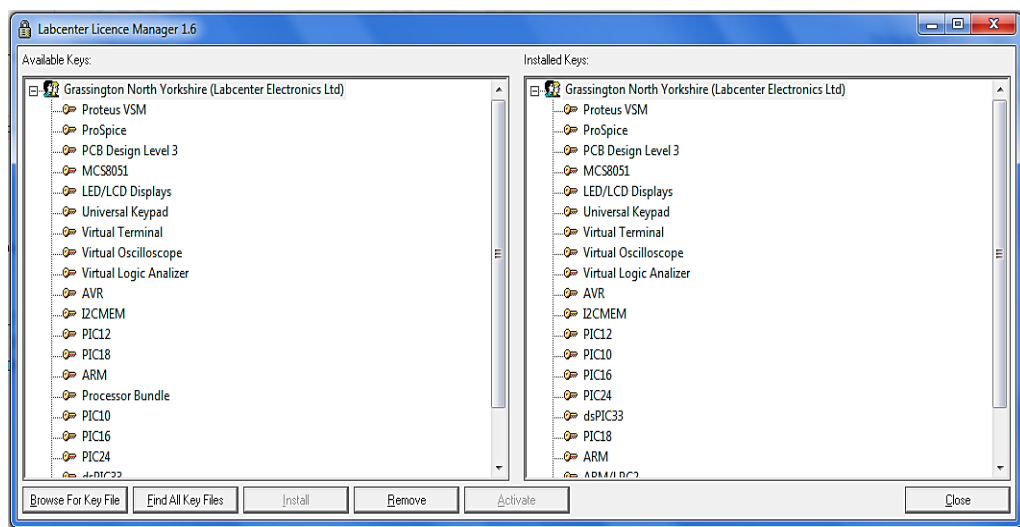 Labcenter Licence Manager 1.6
Available Keys:
Grassington North Yorkshire (Labcenter Electronics Ltd)
Proteus VSM
ProSpice
PCB Design Level 3
MCS8051
LED/LCD Displays
Universal Keypad
Virtual Terminal
Virtual Oscilloscope
Virtual Logic Analizer
AVR
I2CMEM
PIC12
PIC18
ARM
Processor Bundle
PIC10
PIC16
PIC24
dsPIC33
Installed Keys:
Grassington North Yorkshire (Labcenter Electronics Ltd)
Proteus VSM
ProSpice
PCB Design Level 3
MCS8051
LED/LCD Displays
Universal Keypad
Virtual Terminal
Virtual Oscilloscope
Virtual Logic Analizer
AVR
I2CMEM
PIC12
PIC10
PIC16
PIC24
dsPIC33
PIC18
ARM
ARM/LPC2
Browse For Key File Find All Key Files Install Remove Activate Close